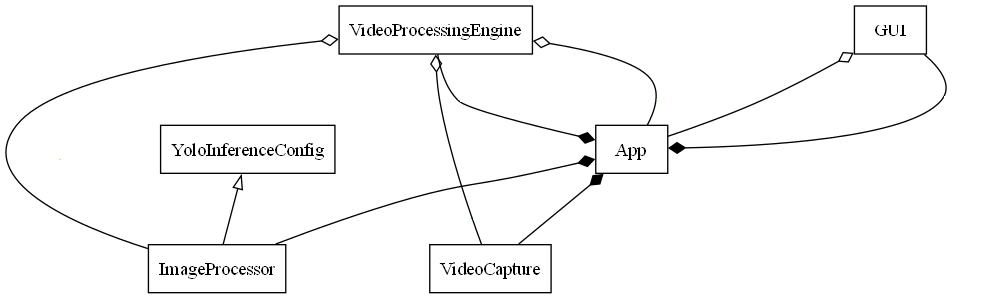 VideoProcessingEngine
GUI
YoloInferenceConfig
App
ImageProcessor
VideoCapture